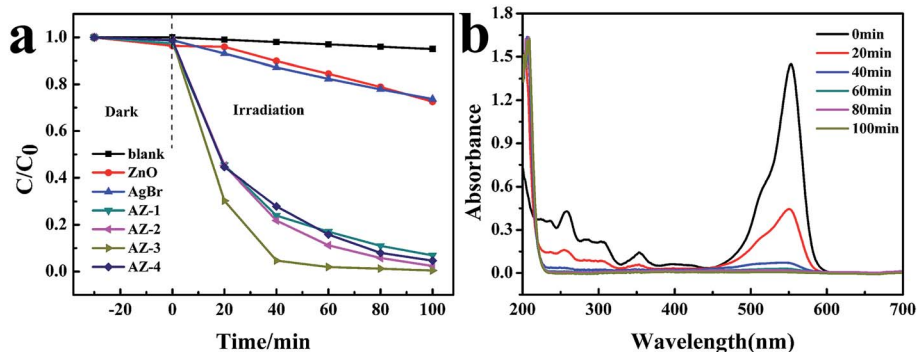 a
1.0
0.8
0.6
0.4
0.2
0.0
C/C0
Dark
Irradiation
blank
ZnO
AgBr
AZ-1
AZ-2
AZ-3
AZ-4
-20 0 20 40 60 80 100
Time/min
b
1.8
1.5
1.2
0.9
0.6
0.3
0.0
Absorbance
0min
20min
40min
60min
80min
100min
200 300 400 500 600 700
Wavelength(nm)